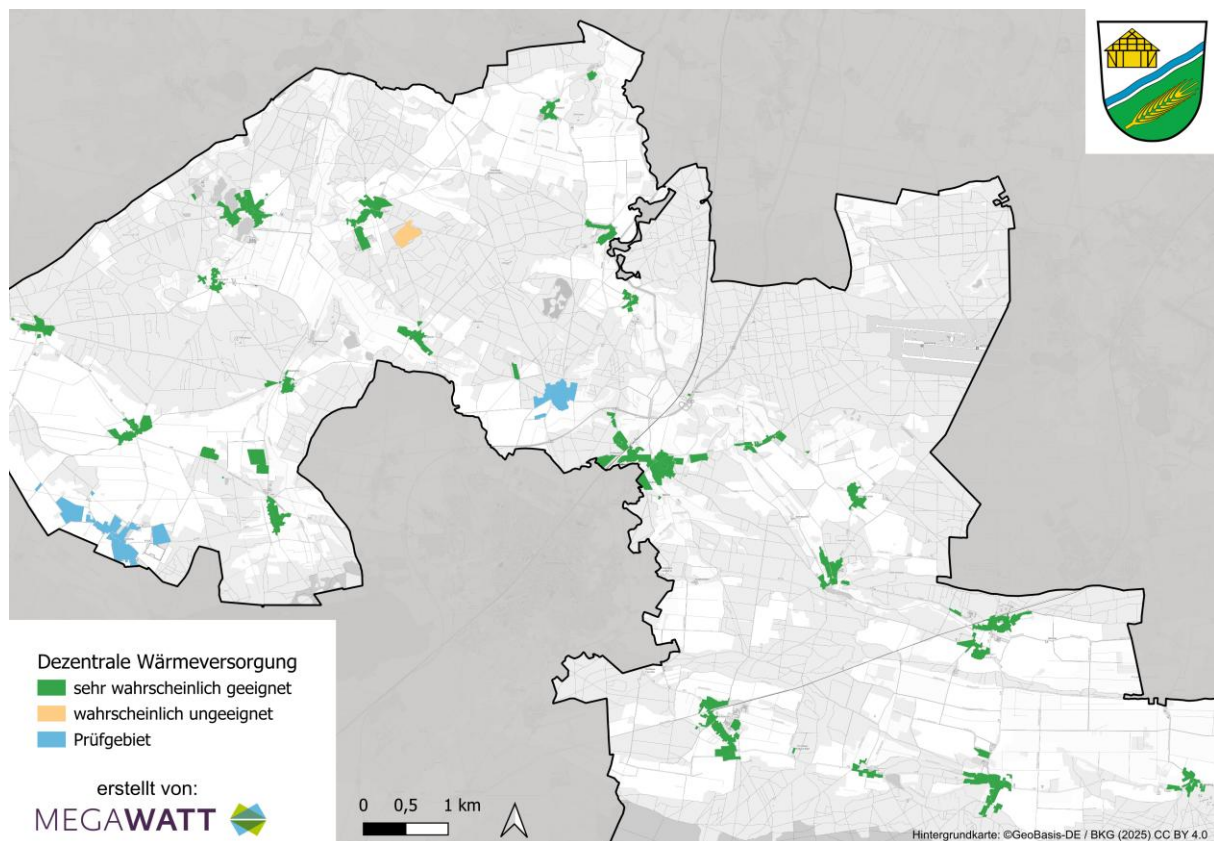 Dezentrale Wärmeversorgung
sehr wahrscheinlich geeignet
wahrscheinlich ungeeignet
Prüfgebiet
erstellt von:
MEGAWATT
0 0,5 1 km
Hintergrundkarte: ©GeoBasis-DE / BKG (2025) CC BY 4.0